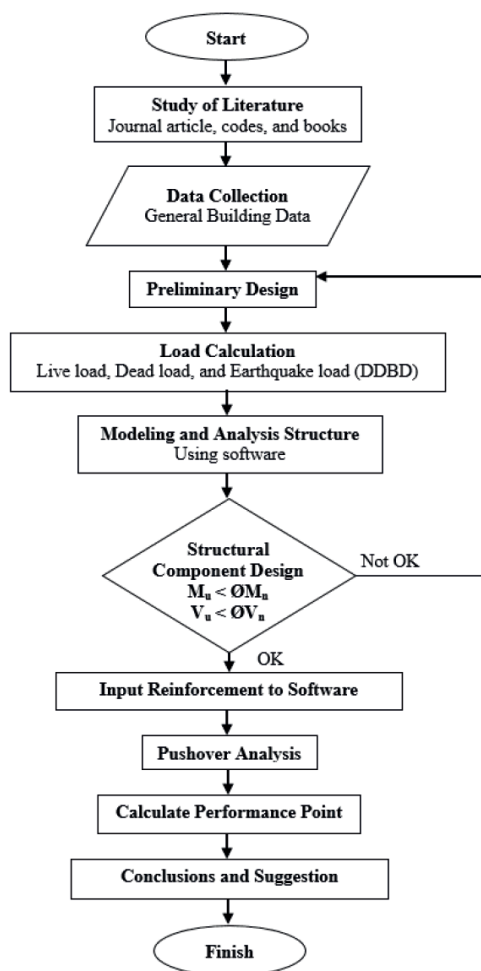 Start
Study of Literature
Journal article, codes, and books
Data Collection
General Building Data
Preliminary Design
Load Calculation
Live load, Dead load, and Earthquake load (DDBD)
Modeling and Analysis Structure
Using software
Structural
Component Design
Mᵤ < ØMₙ
Vᵤ < ØVₙ
Not OK
OK
Input Reinforcement to Software
Pushover Analysis
Calculate Performance Point
Conclusions and Suggestion
Finish